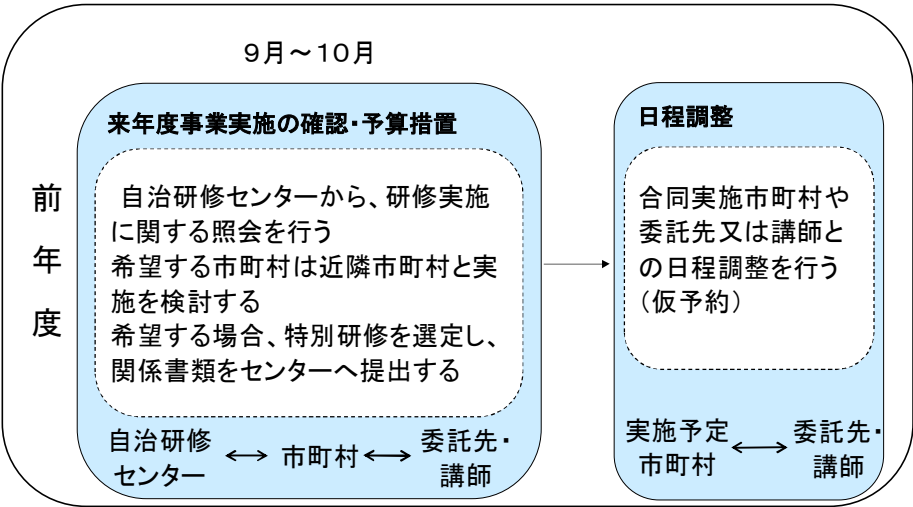 9月～10月
前
年
度
来年度事業実施の確認・予算措置
自治研修センターから、研修実施
に関する照会を行う
希望する市町村は近隣市町村と実
施を検討する
希望する場合、特別研修を選定し、
関係書類をセンターへ提出する
自治研修
センター
市町村
委託先・
講師
日程調整
合同実施市町村や
委託先又は講師と
の日程調整を行う
（仮予約）
実施予定
市町村
委託先・
講師